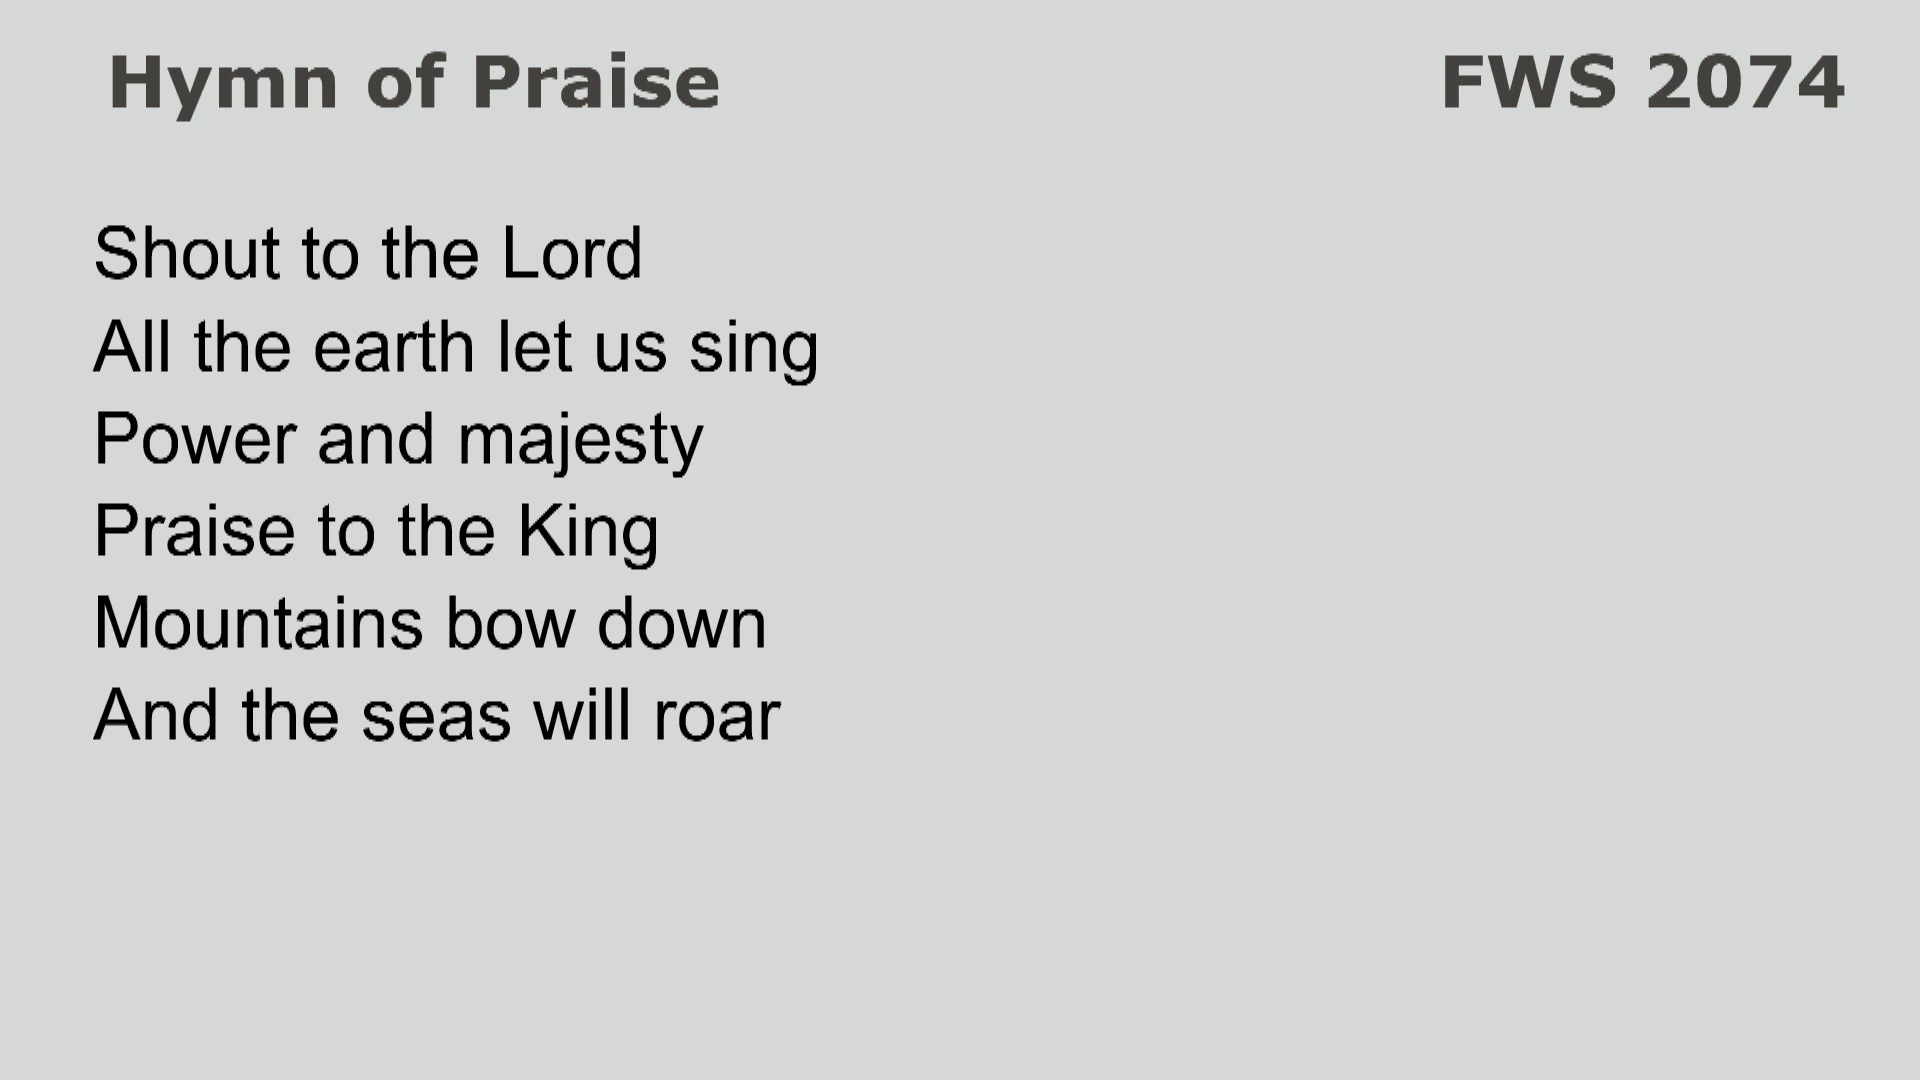 Hymn of Praise FWS 2074
Shout to the Lord
All the earth let us sing
Power and majesty
Praise to the King
Mountains bow down
And the seas will roar